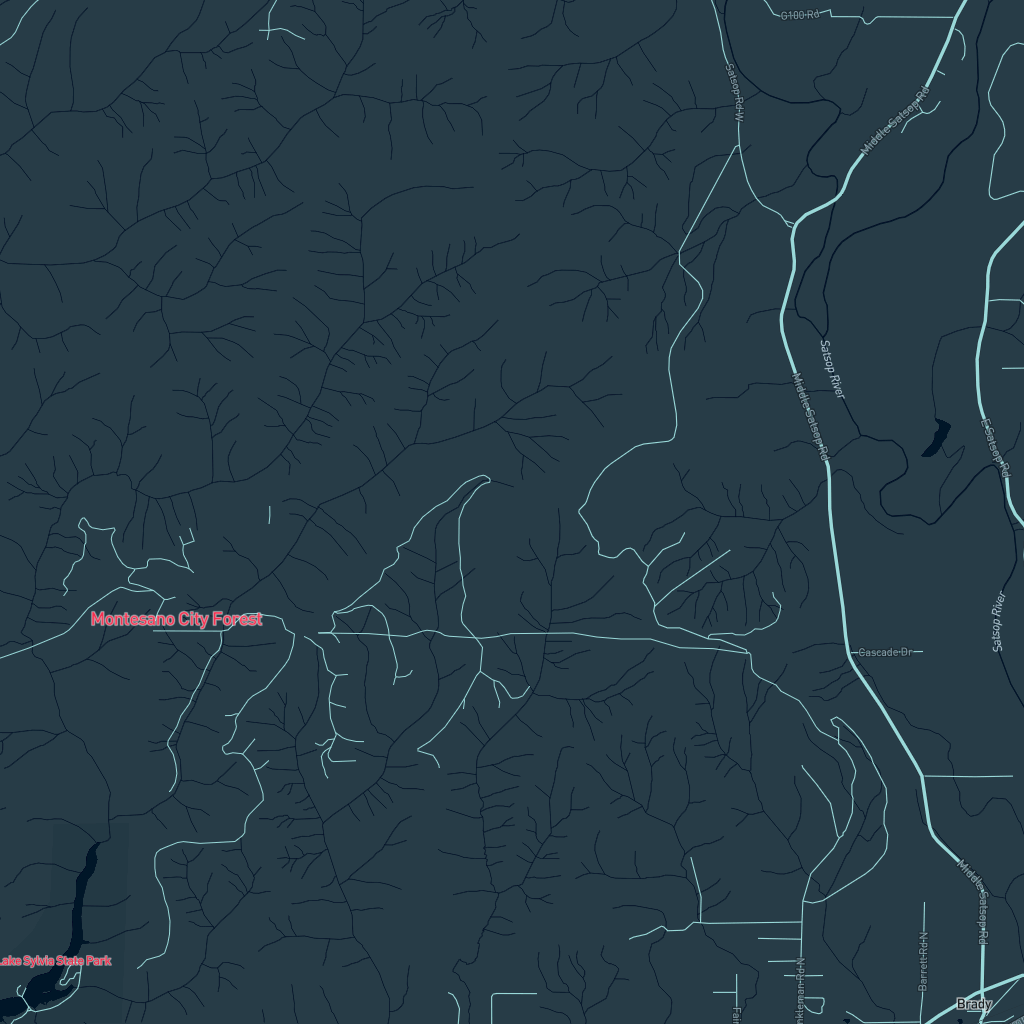 G100 Rd
Satsop Rd W
Middle Satsop Rd
Satsop River
Middle Satsop Rd
E Satsop Rd
Satsop River
Montesano City Forest
Cascade Dr
Middle Satsop Rd
Lake Sylvia State Park
Barrett Rd N
Brady